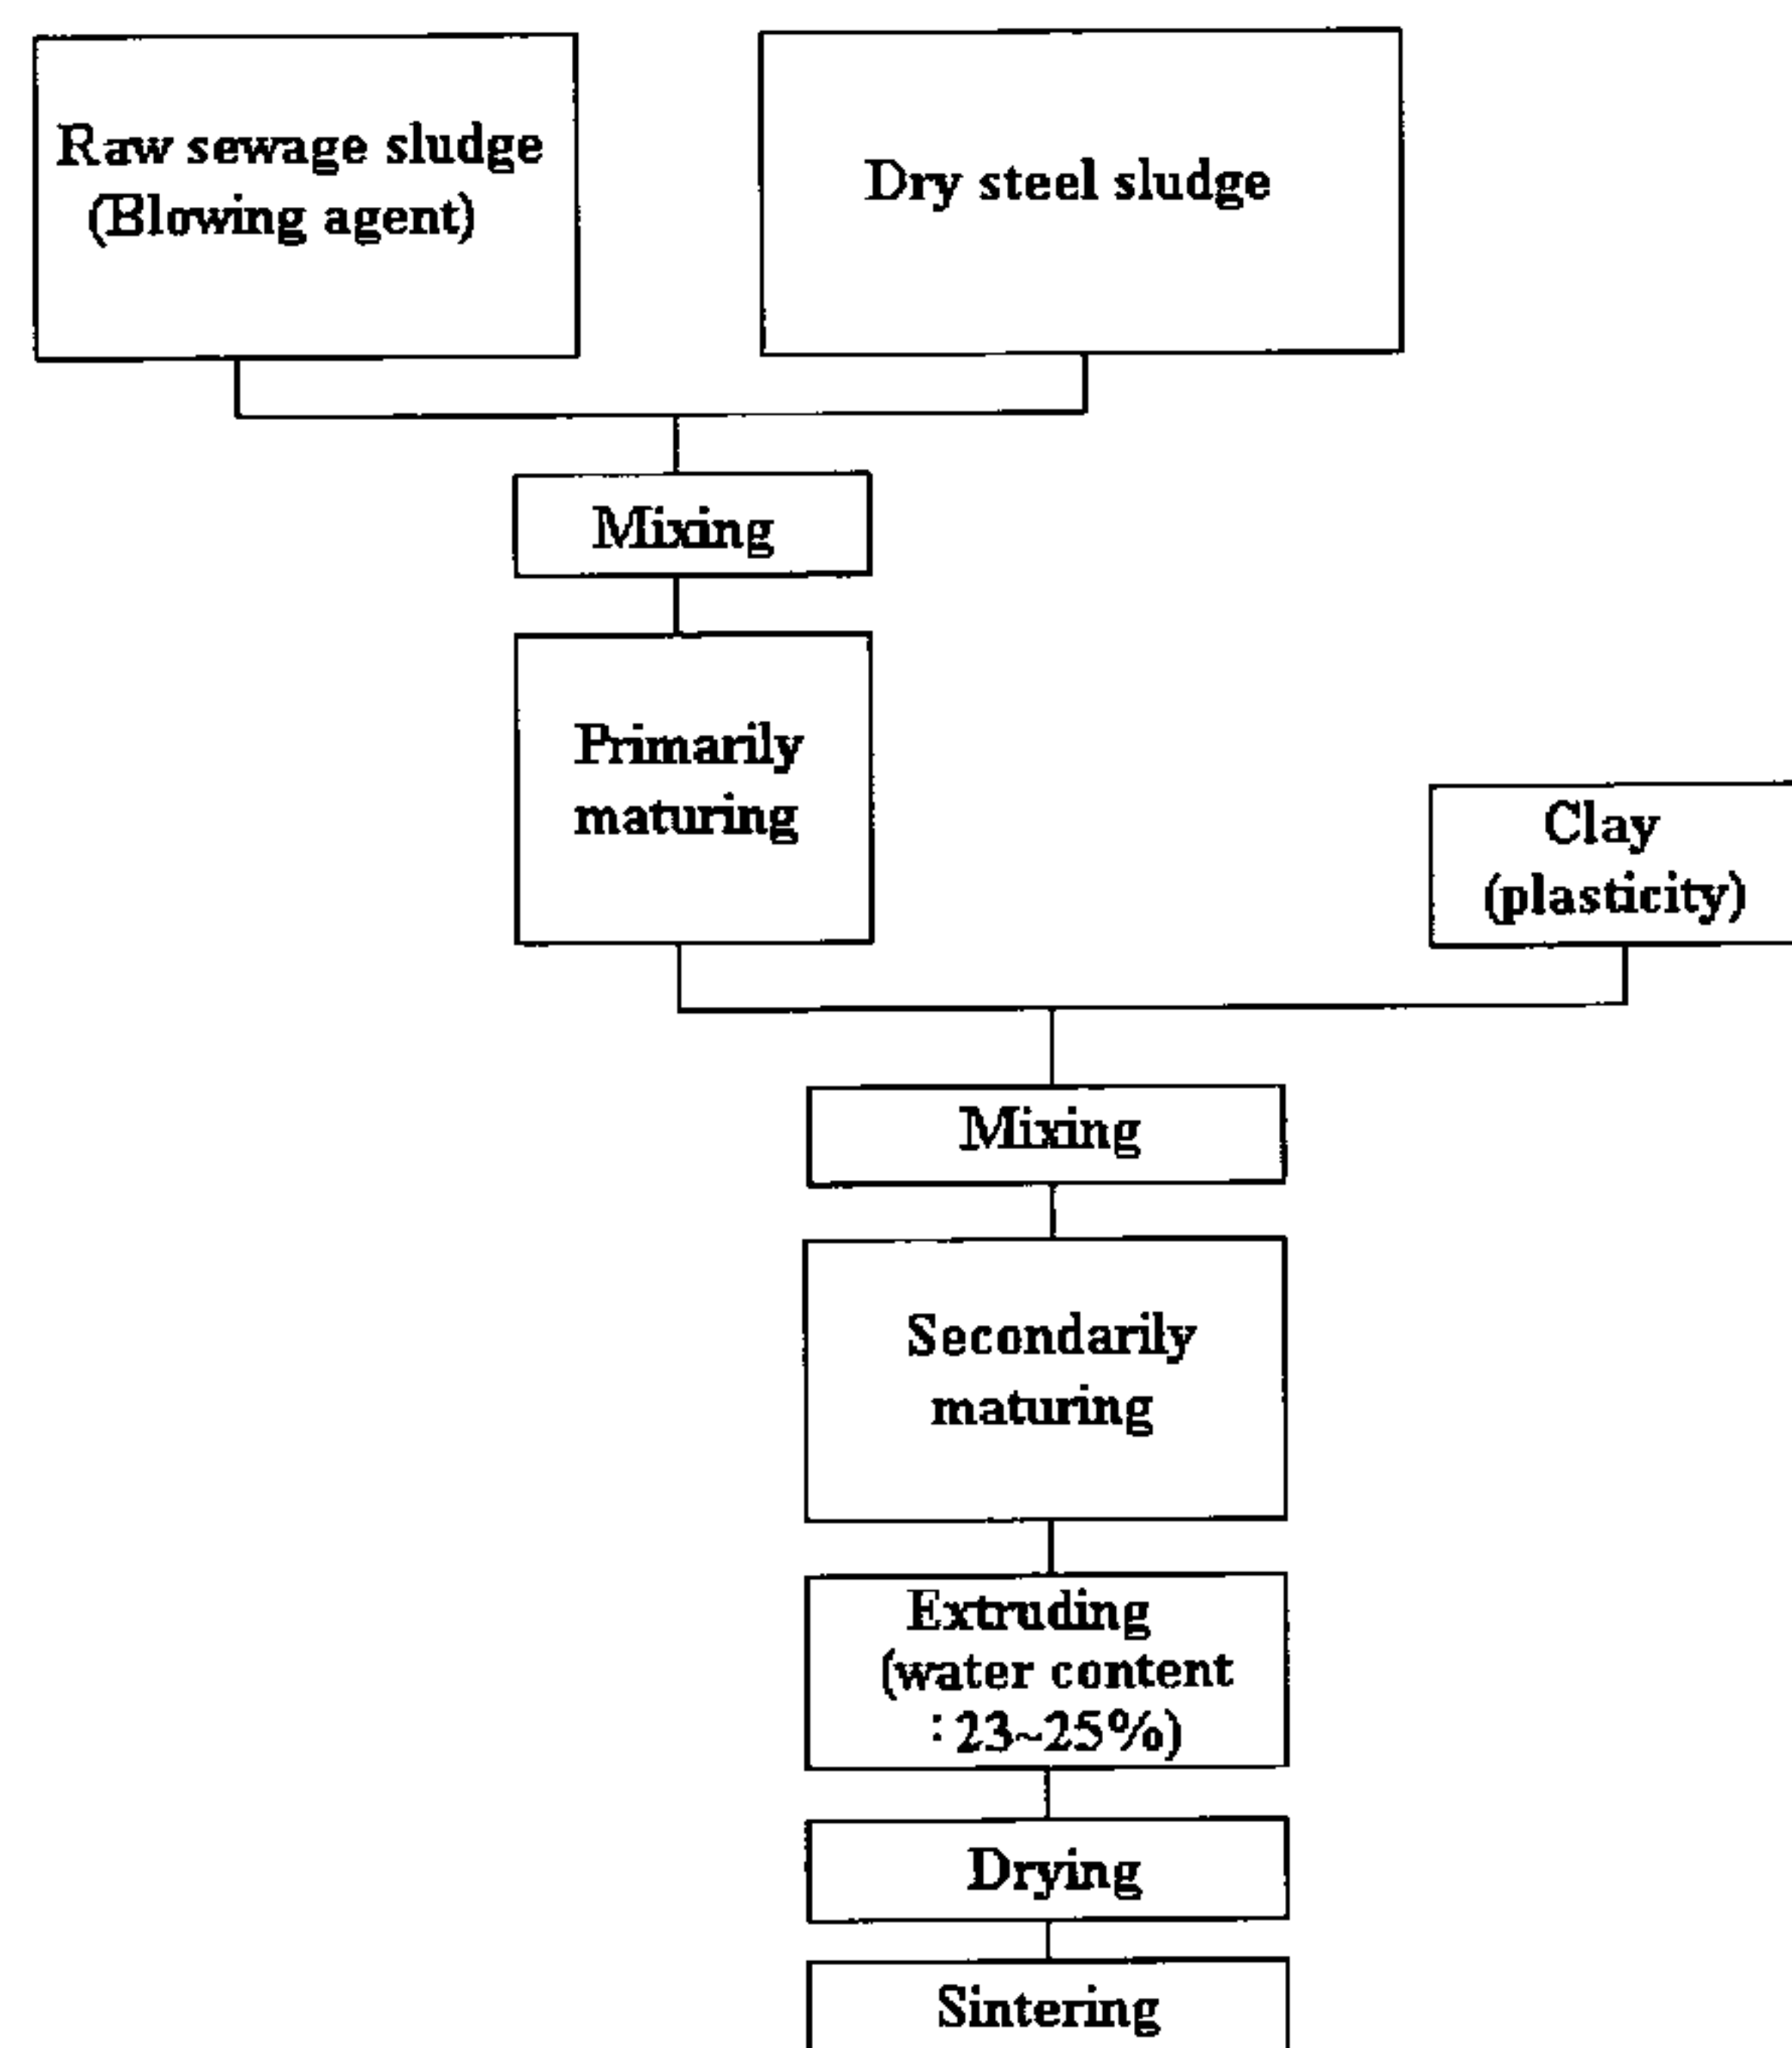 Raw sewage sludge
(Blowing agent)
Dry steel sludge
Mixing
Primarily
maturing
Clay
(plasticity)
Mixing
Secondarily
maturing
Extruding
(water content
: 23~25%)
Drying
Sintering